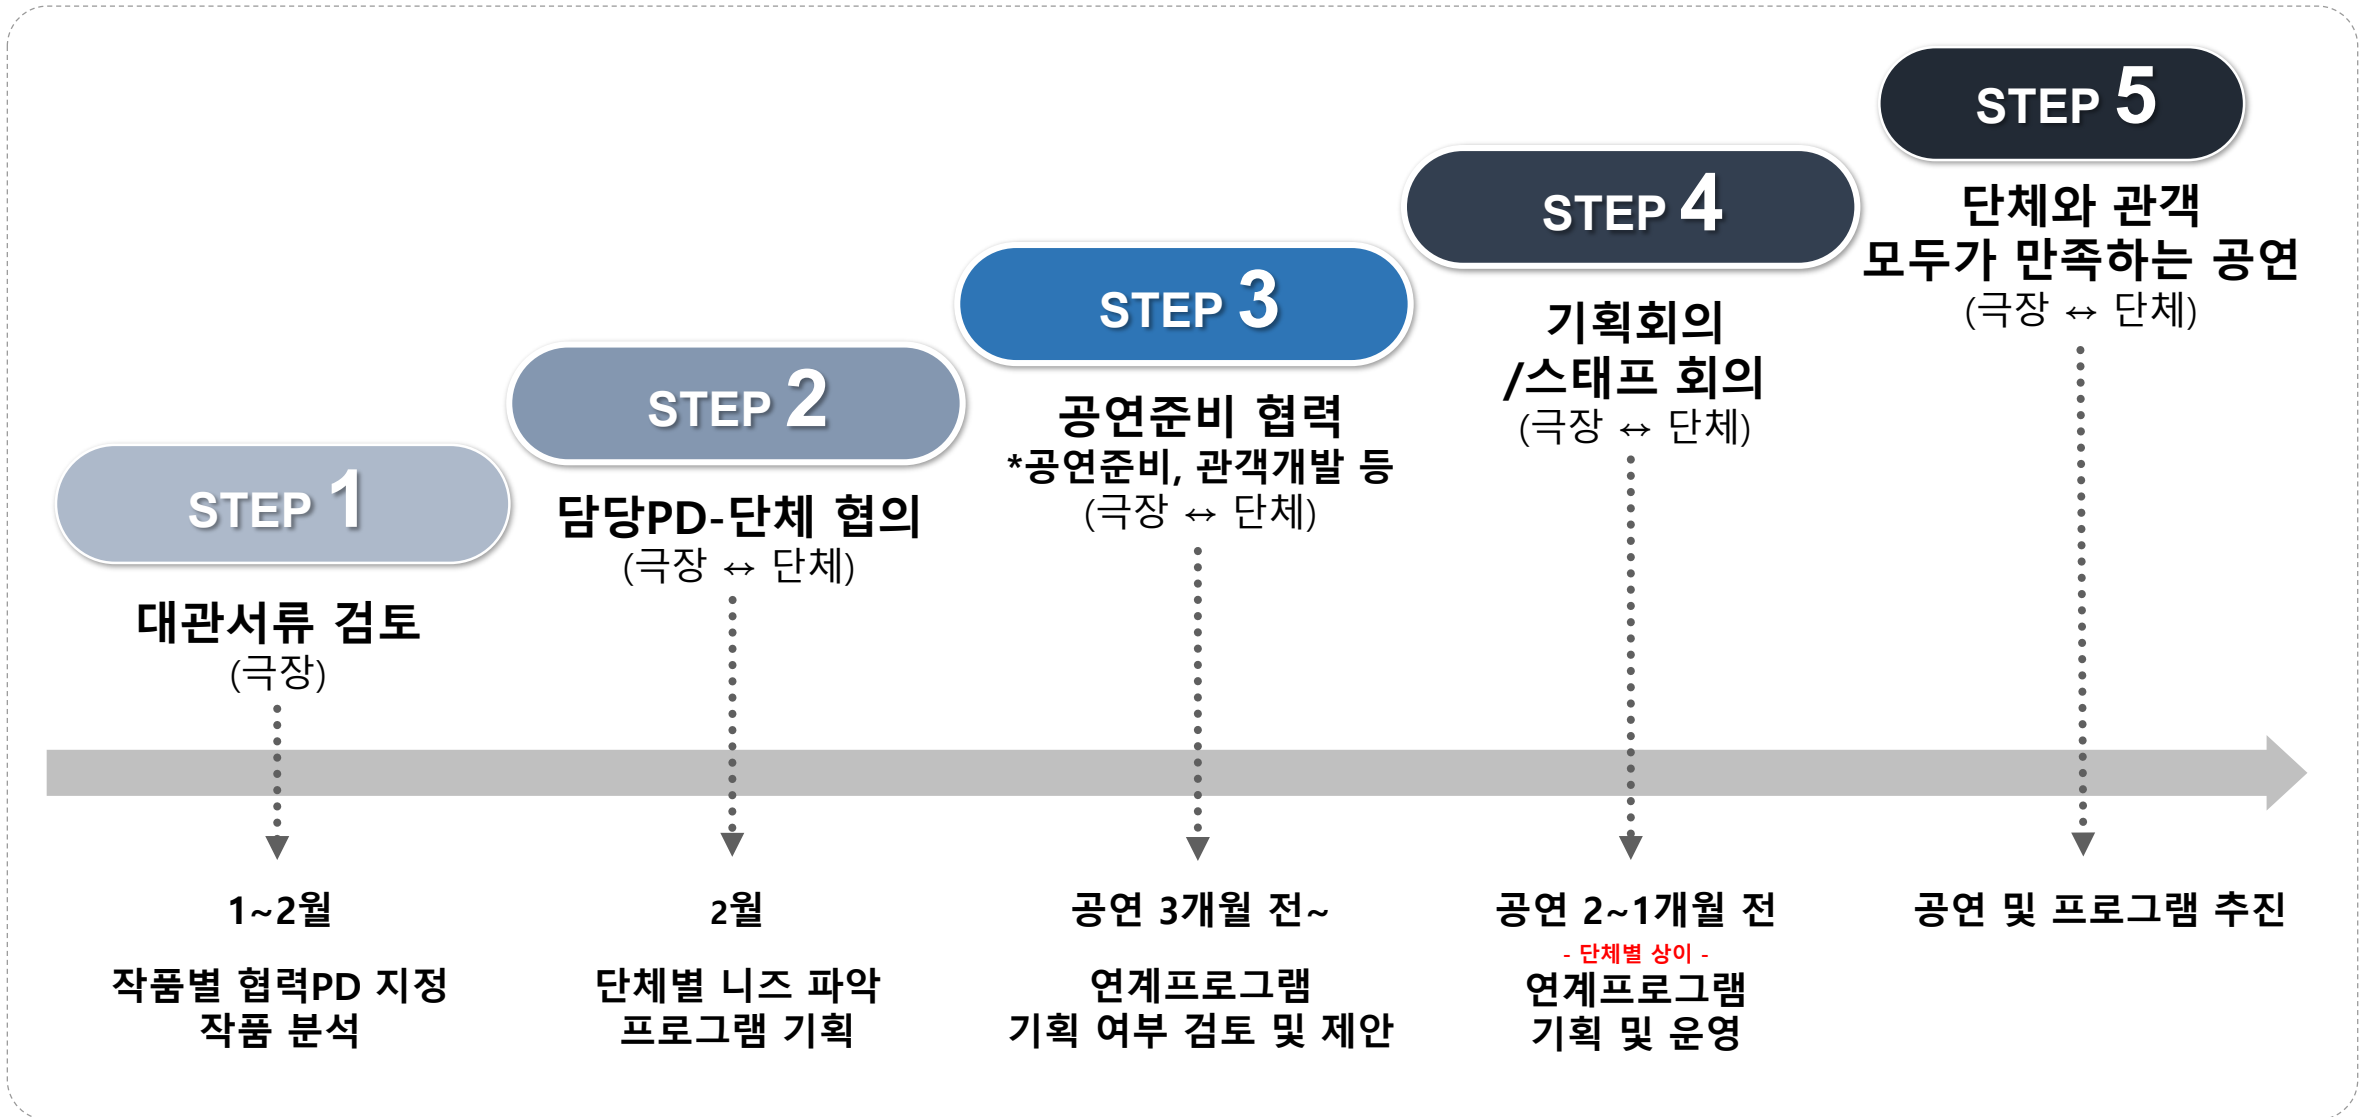 STEP 1
대관서류 검토
(극장)
1~2월
작품별 협력PD 지정
작품 분석
STEP 2
담당PD-단체 협의
(극장 ↔ 단체)
2월
단체별 니즈 파악
프로그램 기획
STEP 3
공연준비 협력
*공연준비, 관객개발 등
(극장 ↔ 단체)
공연 3개월 전~
연계프로그램
기획 여부 검토 및 제안
STEP 4
기획회의
/스태프 회의
(극장 ↔ 단체)
공연 2~1개월 전
- 단체별 상이 -
연계프로그램
기획 및 운영
STEP 5
단체와 관객
모두가 만족하는 공연
(극장 ↔ 단체)
공연 및 프로그램 추진